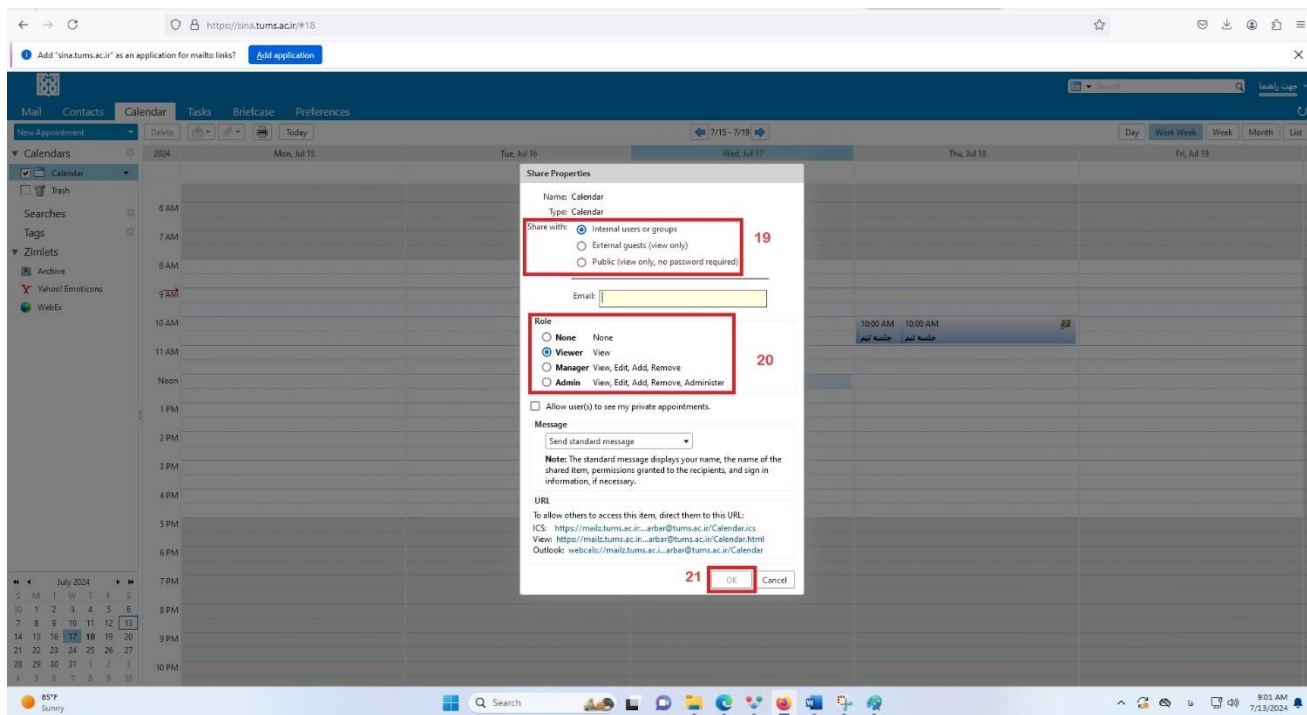 https://sina.tums.ac.ir/#18
Add "sina.tums.ac.ir" as an application for mailto links? Add application
Search
جهت راهنما
Mail Contacts Calendar Tasks Briefcase Preferences
New Appointment Delete Today 7/15 - 7/19 Day Work Week Week Month List
Calendars 2024 Mon, Jul 15 Tue, Jul 16 Wed, Jul 17 Thu, Jul 18 Fri, Jul 19
Calendar
Trash
Searches
Tags
Zimlets
Archive
Yahoo! Emoticons
WebEx
6 AM
7 AM
8 AM
9 AM
10 AM
11 AM
Noon
1 PM
2 PM
3 PM
4 PM
5 PM
6 PM
7 PM
8 PM
9 PM
10 PM
10:00 AM 10:00 AM
جلسه تیم جلسه تیم
Share Properties
Name: Calendar
Type: Calendar
Share with: Internal users or groups
External guests (view only)
Public (view only, no password required)
19
Email:
Role
None None
Viewer View
Manager View, Edit, Add, Remove
Admin View, Edit, Add, Remove, Administer
20
Allow user(s) to see my private appointments.
Message
Send standard message
Note: The standard message displays your name, the name of the
shared item, permissions granted to the recipients, and sign in
information, if necessary.
URL
To allow others to access this item, direct them to this URL:
ICS: https://mailz.tums.ac.ir:...arbar@tums.ac.ir/Calendar.ics
View: https://mailz.tums.ac.ir:...arbar@tums.ac.ir/Calendar.html
Outlook: webcals://mailz.tums.ac.i...arbar@tums.ac.ir/Calendar
21 OK Cancel
July 2024
S M T W T F S
30 1 2 3 4 5 6
7 8 9 10 11 12 13
14 15 16 17 18 19 20
21 22 23 24 25 26 27
28 29 30 31 1 2 3
4 5 6 7 8 9 10
85°F
Sunny
Search
9:01 AM
7/13/2024